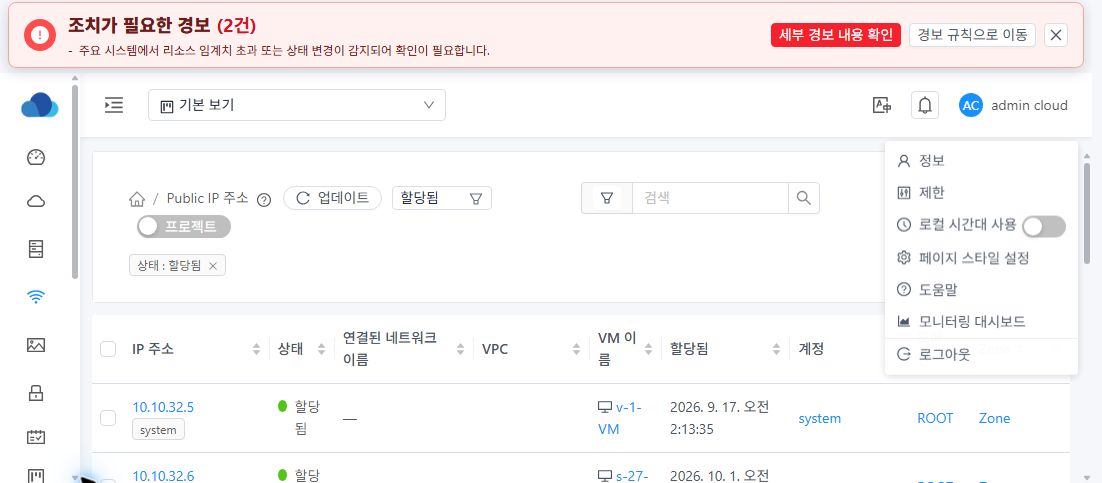 조치가 필요한 경보 (2건)
- 주요 시스템에서 리소스 임계치 초과 또는 상태 변경이 감지되어 확인이 필요합니다.
세부 경보 내용 확인
경보 규칙으로 이동
기본 보기
AC admin cloud
정보
제한
로컬 시간대 사용
페이지 스타일 설정
도움말
모니터링 대시보드
로그아웃
/ Public IP 주소
업데이트
할당됨
검색
프로젝트
상태 : 할당됨
IP 주소
상태
연결된 네트워크
이름
VPC
VM 이
름
할당됨
계정
10.10.32.5
system
할당
됨
—
v-1-
VM
2026. 9. 17. 오전
2:13:35
system
ROOT
Zone
10.10.32.6
할당
s-27-
2026. 10. 1. 오전